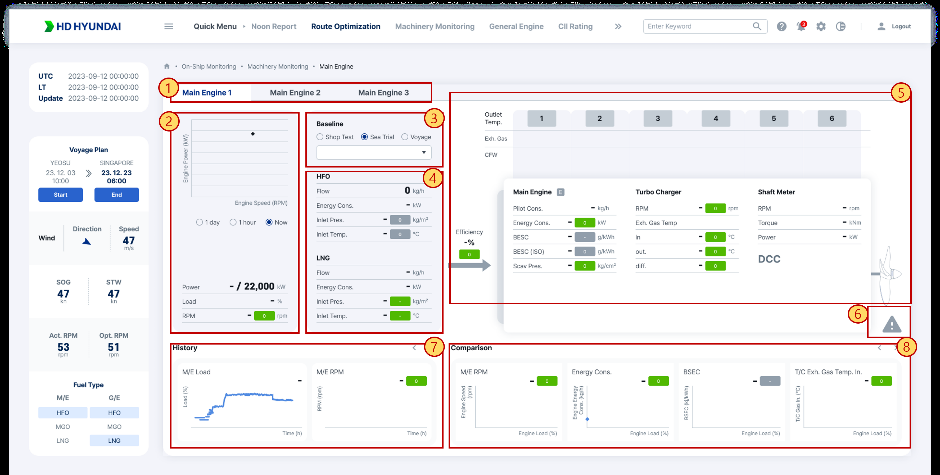 HD HYUNDAI
Quick Menu
Noon Report
Route Optimization
Machinery Monitoring
General Engine
CII Rating
Enter Keyword
Logout
UTC 2023-09-12 00:00:00
LT 2023-09-12 00:00:00
Update 2023-09-12 00:00:00
On-Ship Monitoring • Machinery Monitoring • Main Engine
Voyage Plan
YEOSU SINGAPORE
23. 12. 03 23. 12. 23
10:00 06:00
Start End
Wind Direction Speed
47
m/s
SOG STW
47 47
kn kn
Act. RPM Opt. RPM
53 51
rpm rpm
Fuel Type
M/E G/E
HFO HFO
MGO MGO
LNG LNG
1
Main Engine 1 Main Engine 2 Main Engine 3
2
Engine Power (kW)
Engine Speed (RPM)
1 day 1 hour Now
Power - / 22,000 kW
Load - %
RPM - 0 rpm
3
Baseline
Shop Test Sea Trial Voyage
4
HFO
Flow 0 kg/h
Energy Cons. - kW
Inlet Pres. - 0 kg/m²
Inlet Temp. - 0 °C
LNG
Flow - kg/h
Energy Cons. - kW
Inlet Pres. - - kg/m²
Inlet Temp. - - °C
5
Outlet Temp. 1 2 3 4 5 6
Exh. Gas
CFW
Efficiency
-%
0
Main Engine E
Pilot Cons. - kg/h
Energy Cons. - 0 kW
BESC - - g/kWh
BESC (ISO) - 0 g/kWh
Scav Pres. - 0 kg/cm²
Turbo Charger
RPM - 0 rpm
Exh. Gas Temp
In - 0 °C
out. - 0 °C
diff. - 0
Shaft Meter
RPM - rpm
Torque - kNm
Power - kW
DCC
6
7
History
M/E Load -
Load (%)
Time (h)
M/E RPM - 0
RPM (rpm)
Time (h)
8
Comparison
M/E RPM - 0
Engine Speed (rpm)
Engine Load (%)
Energy Cons. - 0
Engine Energy Cons. (kg/h)
Engine Load (%)
BSEC - -
BSEC (Kj/kWh)
Engine Load (%)
T/C Exh. Gas Temp. In. - 0
T/C Gas In. (°C)
Engine Load (%)